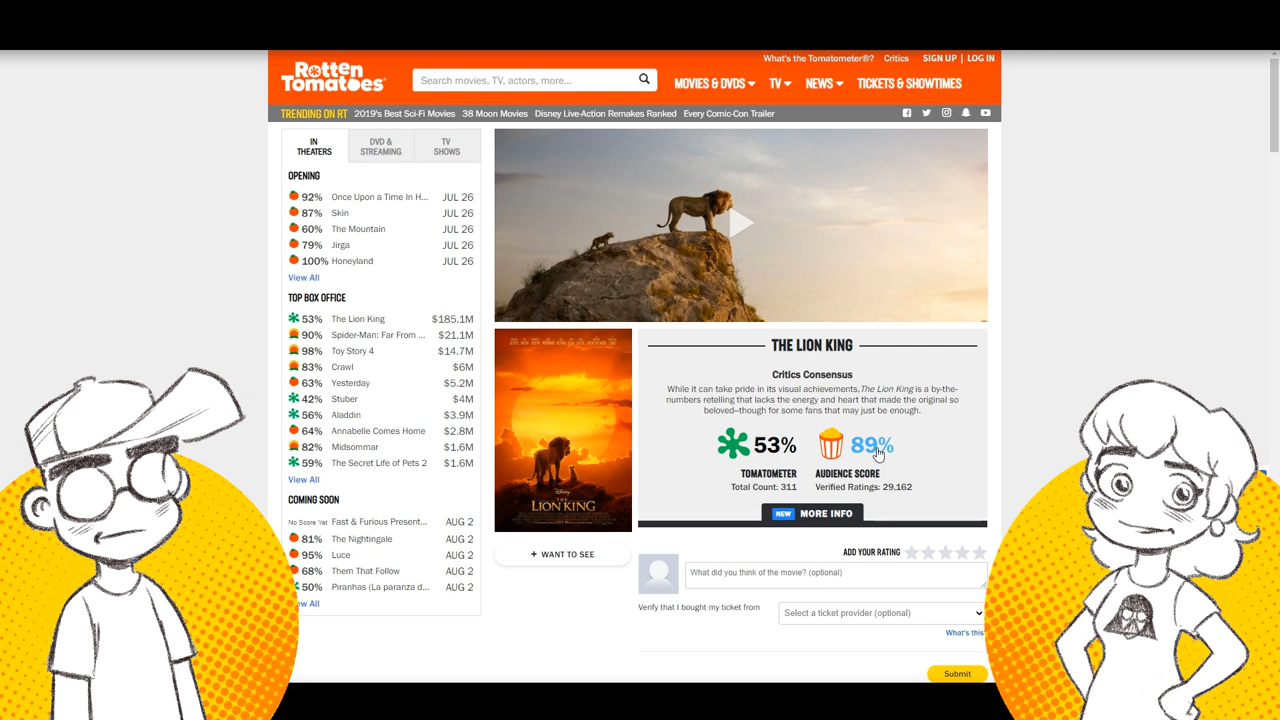 What's the Tomatometer®? Critics SIGN UP | LOG IN
Rotten
Tomatoes
Search movies, TV, actors, more...
MOVIES & DVDS TV NEWS TICKETS & SHOWTIMES
TRENDING ON RT 2019's Best Sci-Fi Movies 38 Moon Movies Disney Live-Action Remakes Ranked Every Comic-Con Trailer
IN
THEATERS
DVD &
STREAMING
TV
SHOWS
OPENING
92% Once Upon a Time In H... JUL 26
87% Skin JUL 26
60% The Mountain JUL 26
79% Jirga JUL 26
100% Honeyland JUL 26
View All
TOP BOX OFFICE
53% The Lion King $185.1M
90% Spider-Man: Far From ... $21.1M
98% Toy Story 4 $14.7M
83% Crawl $6M
63% Yesterday $5.2M
42% Stuber $4M
56% Aladdin $3.9M
64% Annabelle Comes Home $2.8M
82% Midsommar $1.6M
59% The Secret Life of Pets 2 $1.6M
View All
COMING SOON
No Score Yet Fast & Furious Present... AUG 2
81% The Nightingale AUG 2
95% Luce AUG 2
68% Them That Follow AUG 2
50% Piranhas (La paranza d... AUG 2
ew All
Disney
THE
LION KING
+ WANT TO SEE
THE LION KING
Critics Consensus
While it can take pride in its visual achievements, The Lion King is a by-the-
numbers retelling that lacks the energy and heart that made the original so
beloved--though for some fans that may just be enough.
53% 89%
TOMATOMETER AUDIENCE SCORE
Total Count: 311 Verified Ratings: 29,162
NEW MORE INFO
ADD YOUR RATING
What did you think of the movie? (optional)
Verify that I bought my ticket from Select a ticket provider (optional)
What's this
Submit